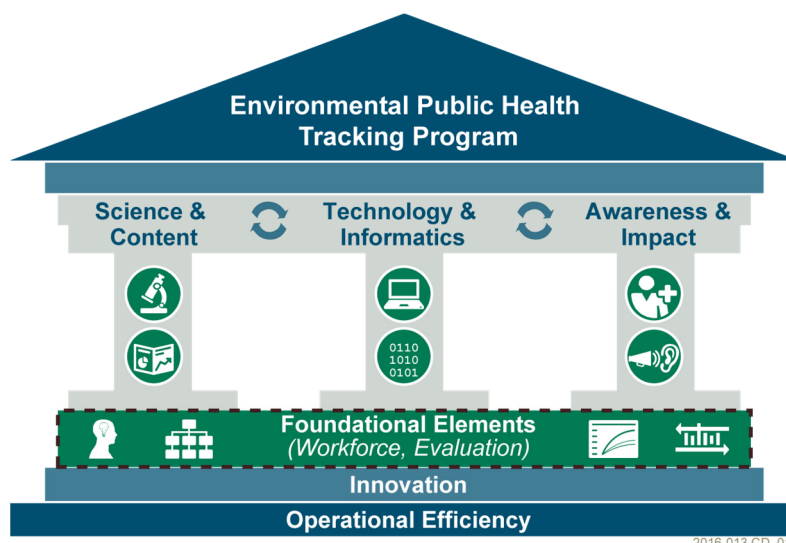 Environmental Public Health
Tracking Program
Science &
Content
Technology &
Informatics
Awareness &
Impact
0110
1010
0101
Foundational Elements
(Workforce, Evaluation)
Innovation
Operational Efficiency